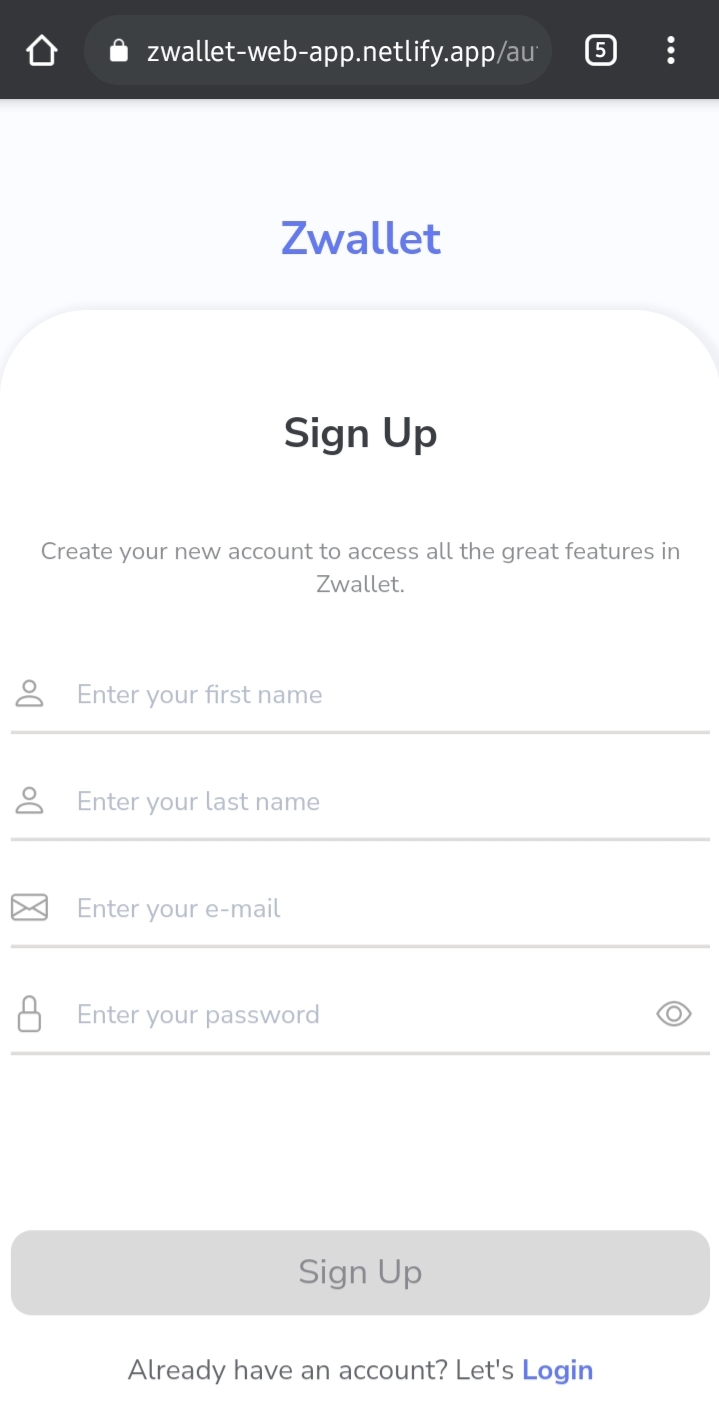 zwallet-web-app.netlify.app/au
5
Zwallet
Sign Up
Create your new account to access all the great features in
Zwallet.
Enter your first name
Enter your last name
Enter your e-mail
Enter your password
Sign Up
Already have an account? Let's Login